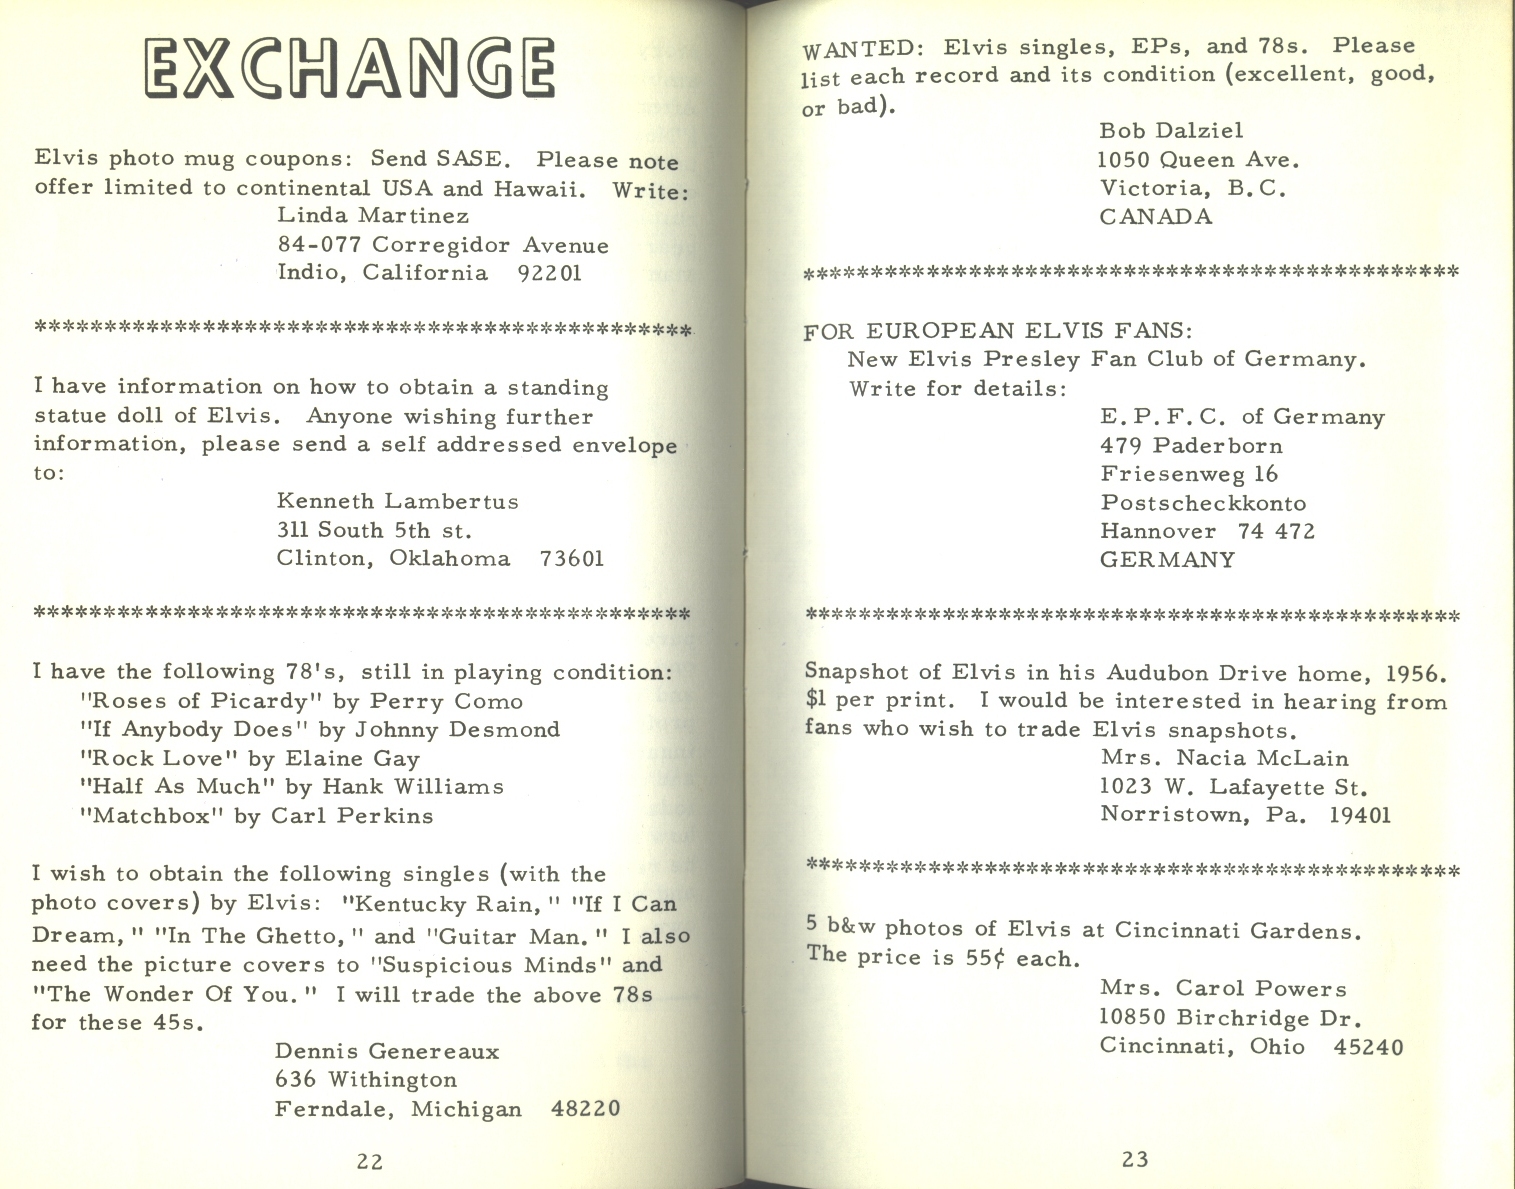 EXCHANGE
Elvis photo mug coupons: Send SASE. Please note
offer limited to continental USA and Hawaii. Write:
Linda Martinez
84-077 Corregidor Avenue
Indio, California 92201
***********************************************
I have information on how to obtain a standing
statue doll of Elvis. Anyone wishing further
information, please send a self addressed envelope
to:
Kenneth Lambertus
311 South 5th st.
Clinton, Oklahoma 73601
***********************************************
I have the following 78's, still in playing condition:
"Roses of Picardy" by Perry Como
"If Anybody Does" by Johnny Desmond
"Rock Love" by Elaine Gay
"Half As Much" by Hank Williams
"Matchbox" by Carl Perkins
I wish to obtain the following singles (with the
photo covers) by Elvis: "Kentucky Rain," "If I Can
Dream," "In The Ghetto," and "Guitar Man." I also
need the picture covers to "Suspicious Minds" and
"The Wonder Of You." I will trade the above 78s
for these 45s.
Dennis Genereaux
636 Withington
Ferndale, Michigan 48220
22
WANTED: Elvis singles, EPs, and 78s. Please
list each record and its condition (excellent, good,
or bad).
Bob Dalziel
1050 Queen Ave.
Victoria, B.C.
CANADA
***********************************************
FOR EUROPEAN ELVIS FANS:
New Elvis Presley Fan Club of Germany.
Write for details:
E.P.F.C. of Germany
479 Paderborn
Friesenweg 16
Postscheckkonto
Hannover 74 472
GERMANY
***********************************************
Snapshot of Elvis in his Audubon Drive home, 1956.
$1 per print. I would be interested in hearing from
fans who wish to trade Elvis snapshots.
Mrs. Nacia McLain
1023 W. Lafayette St.
Norristown, Pa. 19401
***********************************************
5 b&w photos of Elvis at Cincinnati Gardens.
The price is 55¢ each.
Mrs. Carol Powers
10850 Birchridge Dr.
Cincinnati, Ohio 45240
23